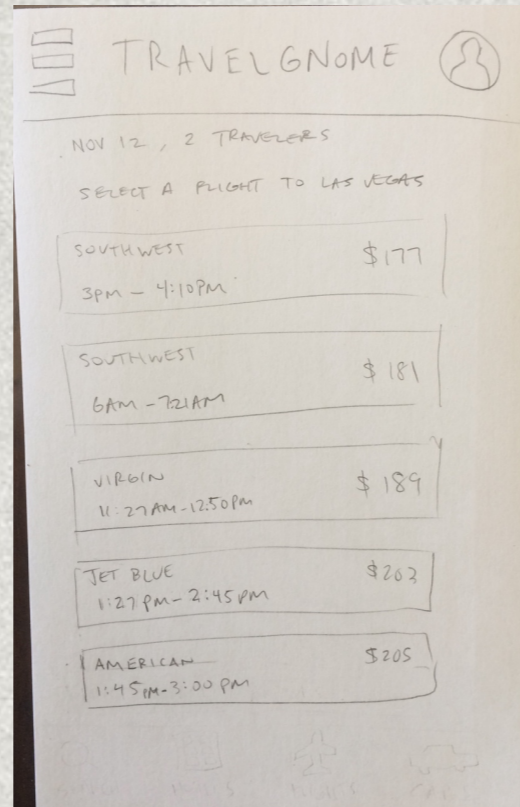 TRAVELGNOME
NOV 12, 2 TRAVELERS
SELECT A FLIGHT TO LAS VEGAS
SOUTHWEST
$177
3PM - 4:10PM
SOUTHWEST
$181
6AM - 7:21AM
VIRGIN
$189
11:27AM-12:50PM
JET BLUE
$203
1:27PM- 2:45PM
AMERICAN
$205
1:45PM-3:00PM